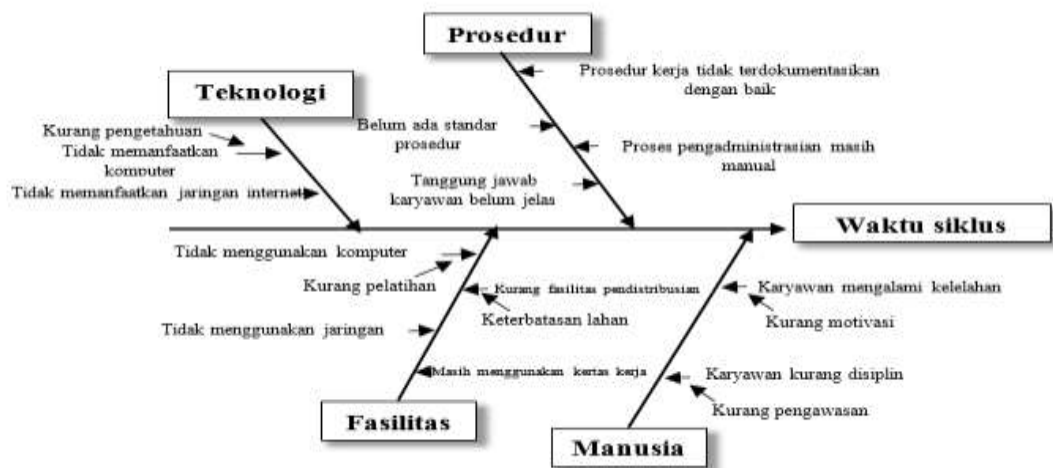 Prosedur
Prosedur kerja tidak terdokumentasikan
dengan baik
Teknologi
Kurang pengetahuan
Tidak memanfaatkan
komputer
Tidak memanfaatkan jaringan internet
Belum ada standar
prosedur
Proses pengadministrasian masih
manual
Tanggung jawab
karyawan belum jelas
Waktu siklus
Tidak menggunakan komputer
Kurang pelatihan
Kurang fasilitas pendistribusian
Keterbatasan lahan
Tidak menggunakan jaringan
Masih menggunakan kertas kerja
Fasilitas
Karyawan mengalami kelelahan
Kurang motivasi
Karyawan kurang disiplin
Kurang pengawasan
Manusia